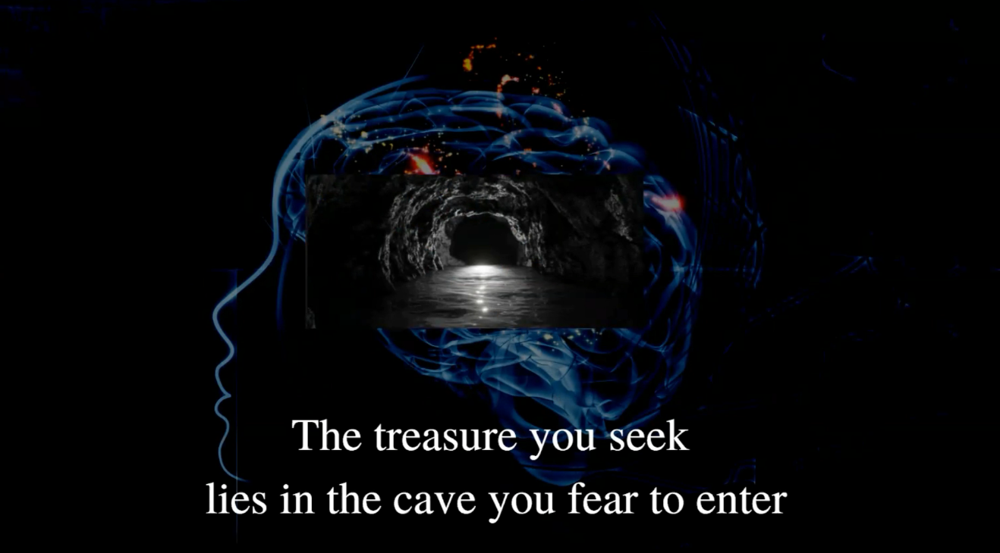 The treasure you seek
lies in the cave you fear to enter